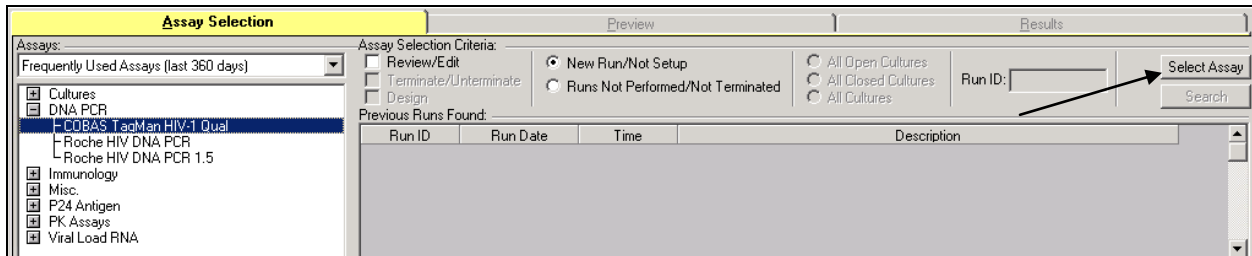 Assay Selection Preview Results
Assays:
Frequently Used Assays (last 360 days)
Cultures
DNA PCR
COBAS TaqMan HIV-1 Qual
Roche HIV DNA PCR
Roche HIV DNA PCR 1.5
Immunology
Misc.
P24 Antigen
PK Assays
Viral Load RNA
Assay Selection Criteria:
Review/Edit
Terminate/Unterminate
Design
New Run/Not Setup
Runs Not Performed/Not Terminated
All Open Cultures
All Closed Cultures
All Cultures
Run ID:
Select Assay
Search
Previous Runs Found:
Run ID Run Date Time Description